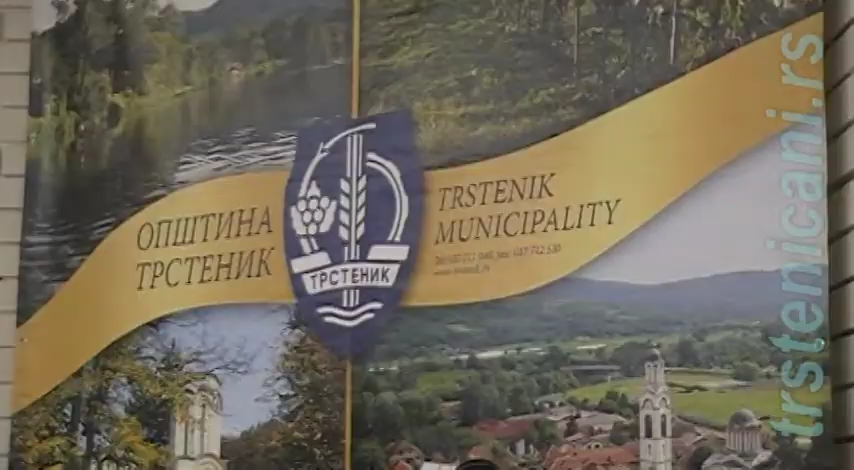 ОПШТИНА
ТРСТЕНИК
ТРСТЕНИК
TRSTENIK
MUNICIPALITY
trstenicani.rs